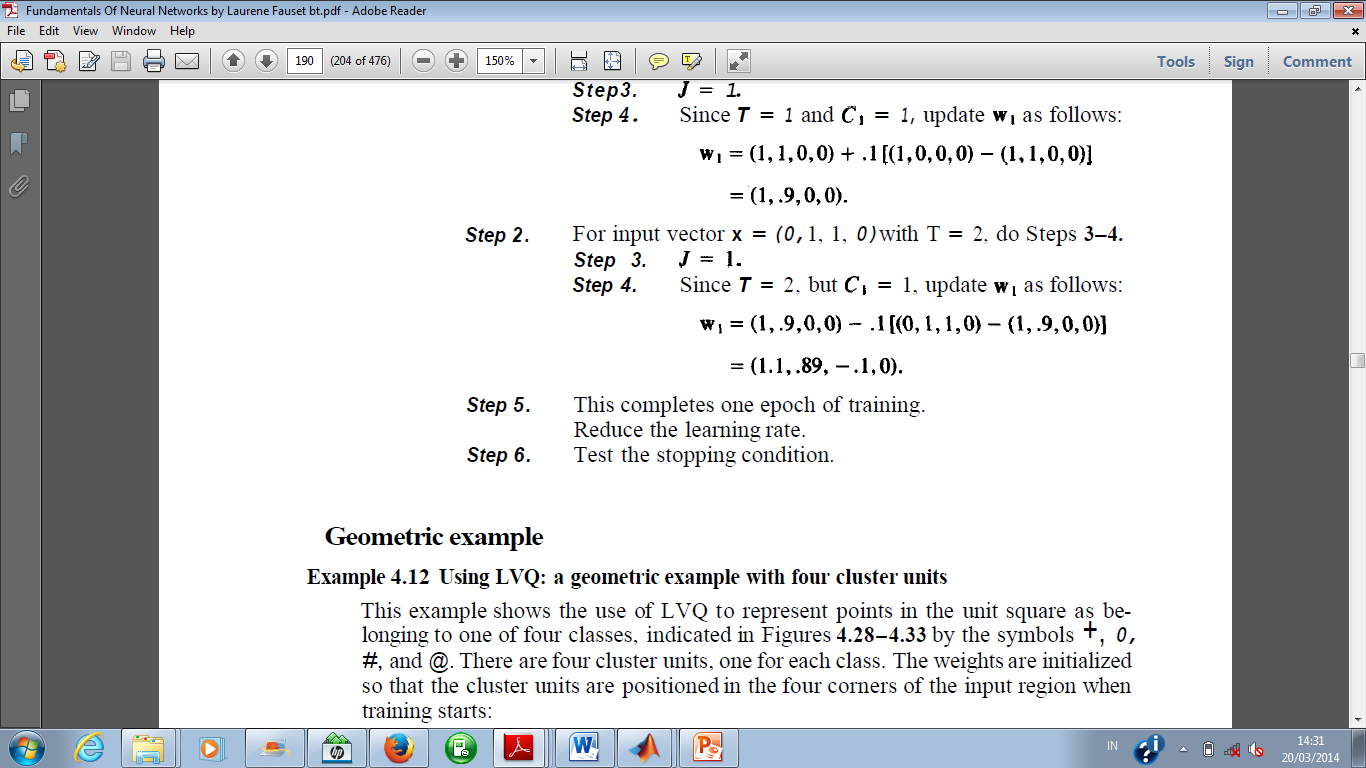 Fundamentals Of Neural Networks by Laurene Fauset bt.pdf - Adobe Reader
File Edit View Window Help
190 (204 of 476) 150% Tools Sign Comment
Step3. J = 1.
Step 4. Since T = 1 and C₁ = 1, update w₁ as follows:
w₁ = (1, 1, 0, 0) + .1[(1, 0, 0, 0) − (1, 1, 0, 0)]
= (1, .9, 0, 0).
Step 2. For input vector x = (0, 1, 1, 0) with T = 2, do Steps 3–4.
Step 3. J = 1.
Step 4. Since T = 2, but C₁ = 1, update w₁ as follows:
w₁ = (1, .9, 0, 0) − .1[(0, 1, 1, 0) − (1, .9, 0, 0)]
= (1.1, .89, −.1, 0).
Step 5. This completes one epoch of training.
Reduce the learning rate.
Step 6. Test the stopping condition.
Geometric example
Example 4.12 Using LVQ: a geometric example with four cluster units
This example shows the use of LVQ to represent points in the unit square as be-
longing to one of four classes, indicated in Figures 4.28–4.33 by the symbols +, 0,
#, and @. There are four cluster units, one for each class. The weights are initialized
so that the cluster units are positioned in the four corners of the input region when
training starts:
IN 14:31
20/03/2014